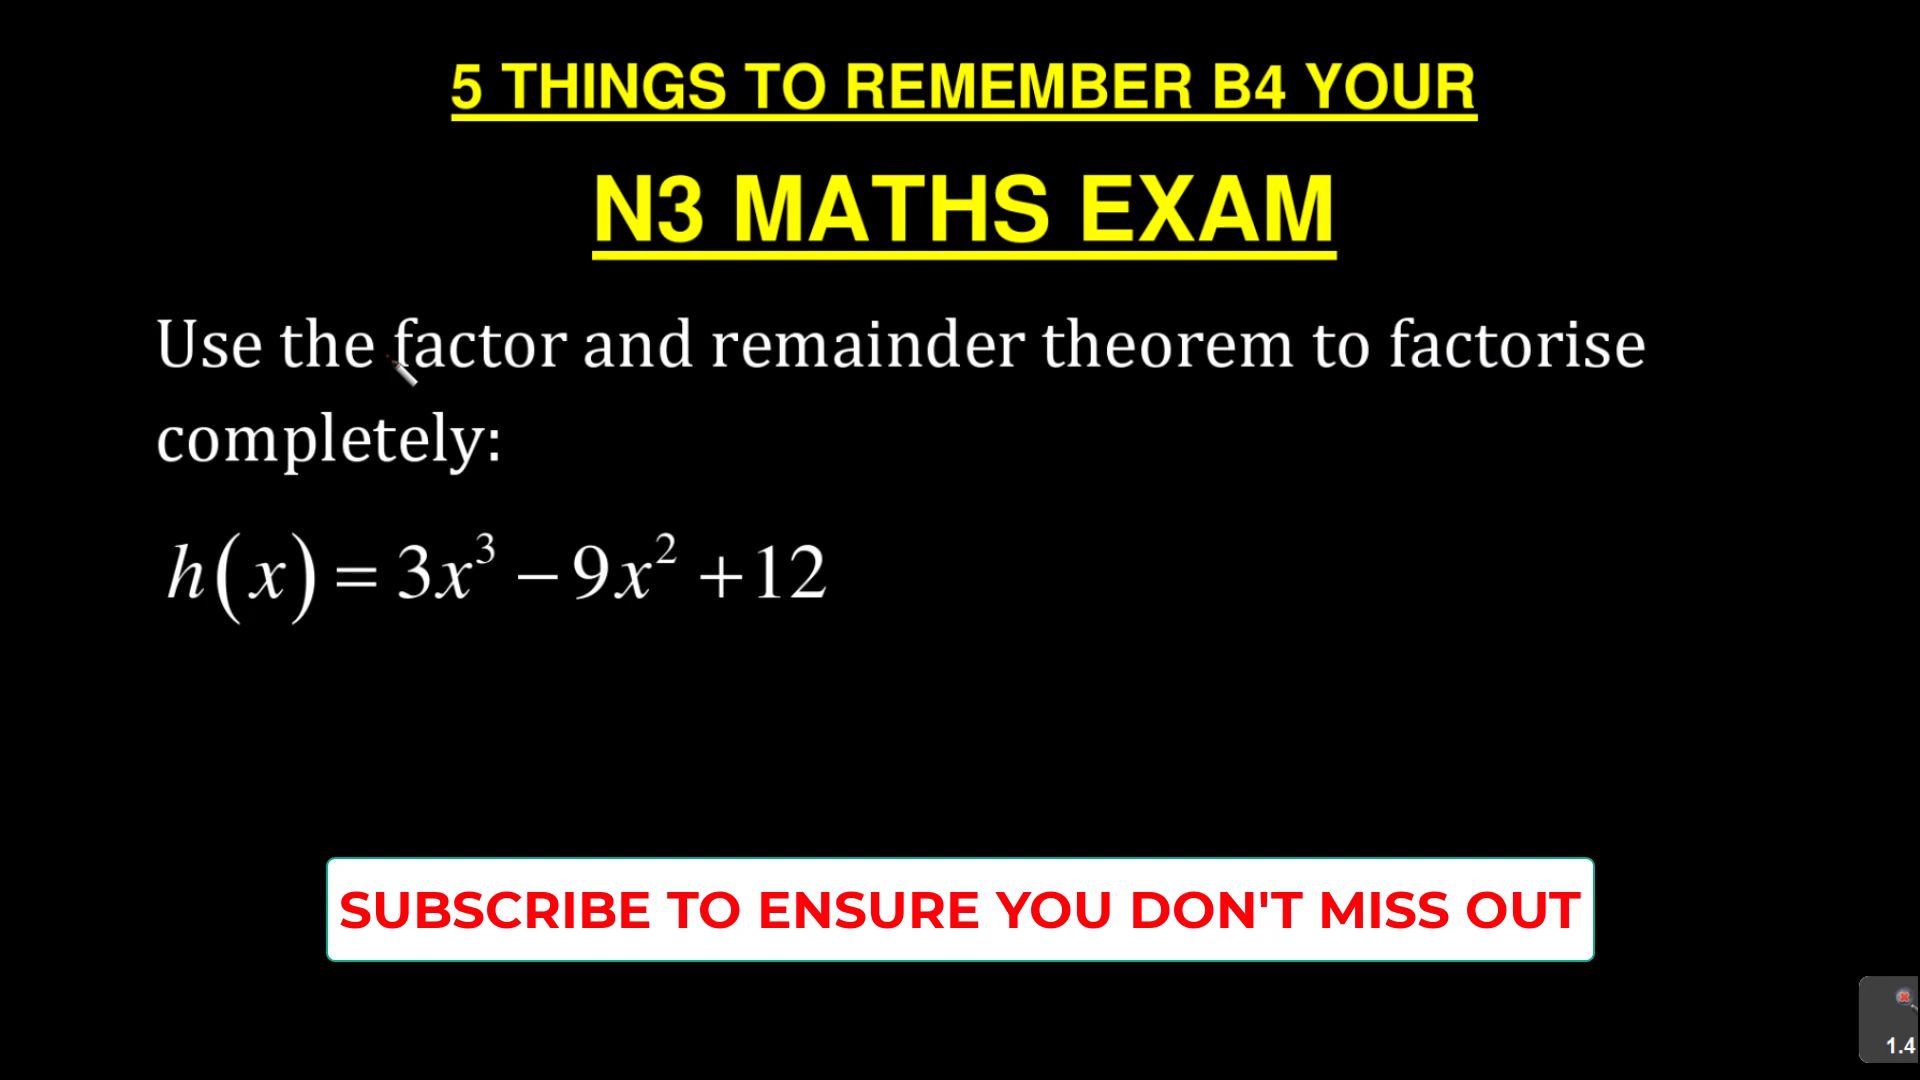 5 THINGS TO REMEMBER B4 YOUR
N3 MATHS EXAM
Use the factor and remainder theorem to factorise
completely:
h(x) = 3x³ − 9x² + 12
SUBSCRIBE TO ENSURE YOU DON'T MISS OUT
1.4